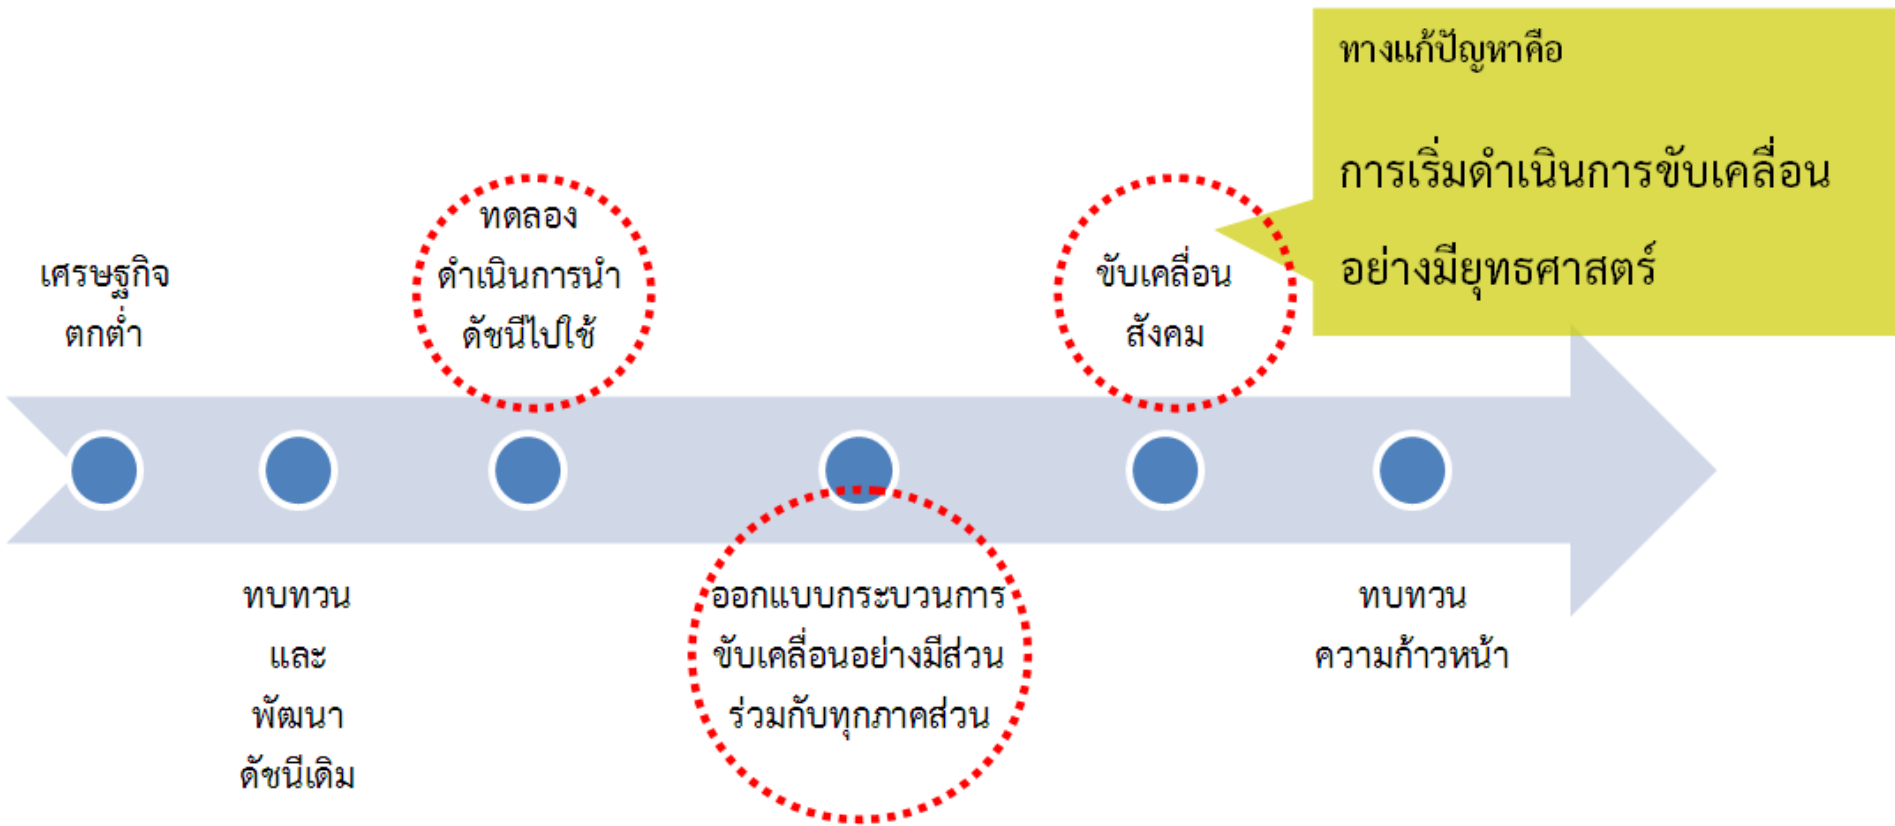 ทางแก้ปัญหาคือ
การเริ่มดำเนินการขับเคลื่อน
อย่างมียุทธศาสตร์
เศรษฐกิจ
ตกต่ำ
ทบทวน
และ
พัฒนา
ดัชนีเดิม
ทดลอง
ดำเนินการนำ
ดัชนีไปใช้
ออกแบบกระบวนการ
ขับเคลื่อนอย่างมีส่วน
ร่วมกับทุกภาคส่วน
ขับเคลื่อน
สังคม
ทบทวน
ความก้าวหน้า